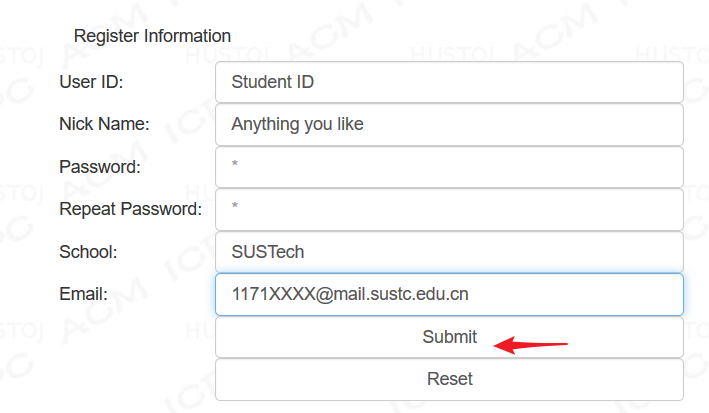 Register Information
User ID: Student ID
Nick Name: Anything you like
Password: *
Repeat Password: *
School: SUSTech
Email: 1171XXXX@mail.sustc.edu.cn
Submit
Reset